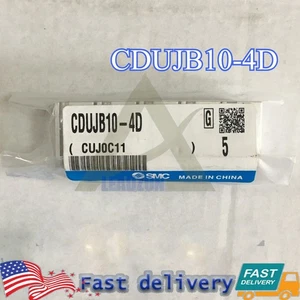 CDUJB10-4D
CDUJB10-4D
G
( CUJ0C11 ) 5
SMC MADE IN CHINA
FAST
DELIVERY
Fast delivery